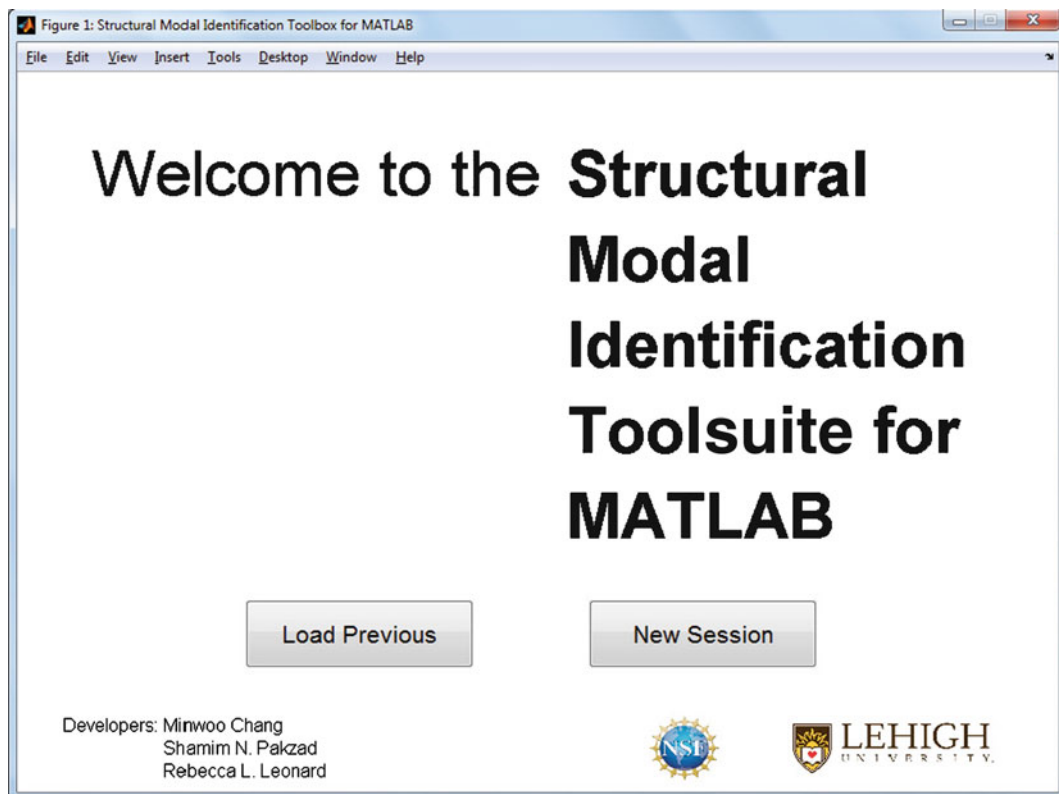 Figure 1: Structural Modal Identification Toolbox for MATLAB
File Edit View Insert Tools Desktop Window Help
Welcome to the Structural
Modal
Identification
Toolsuite for
MATLAB
Load Previous
New Session
Developers: Minwoo Chang
Shamim N. Pakzad
Rebecca L. Leonard
NSF
LEHIGH
UNIVERSITY.